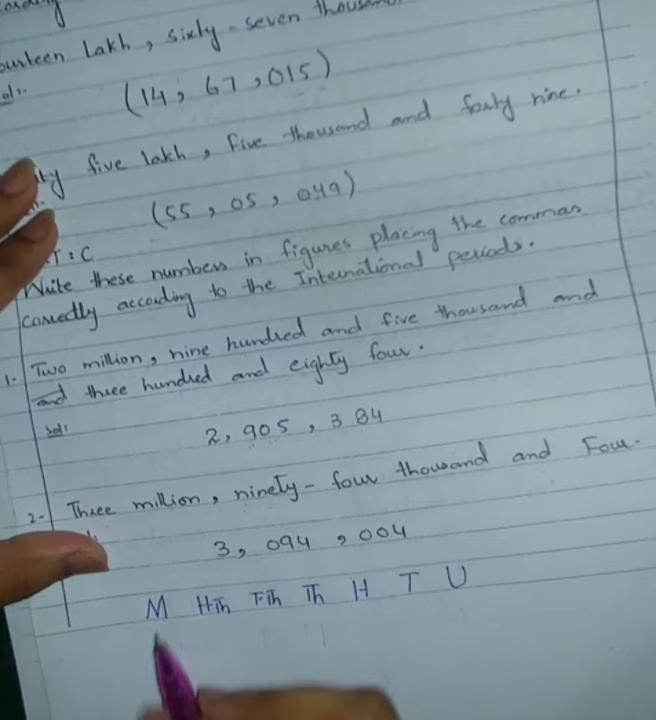 Lakh, sixty-seven
(14, 67, 015)
five lakh, five thousand and forty nine.
(55, 05, 049)
: C
Write these numbers in figures placing the commas
correctly according to the International periods.
1- Two million, nine hundred and five thousand and
and three hundred and eighty four.
Sol:
2, 905, 384
2- Three million, ninety-four thousand and Four.
3, 094, 004
M HTh TTh Th H T U